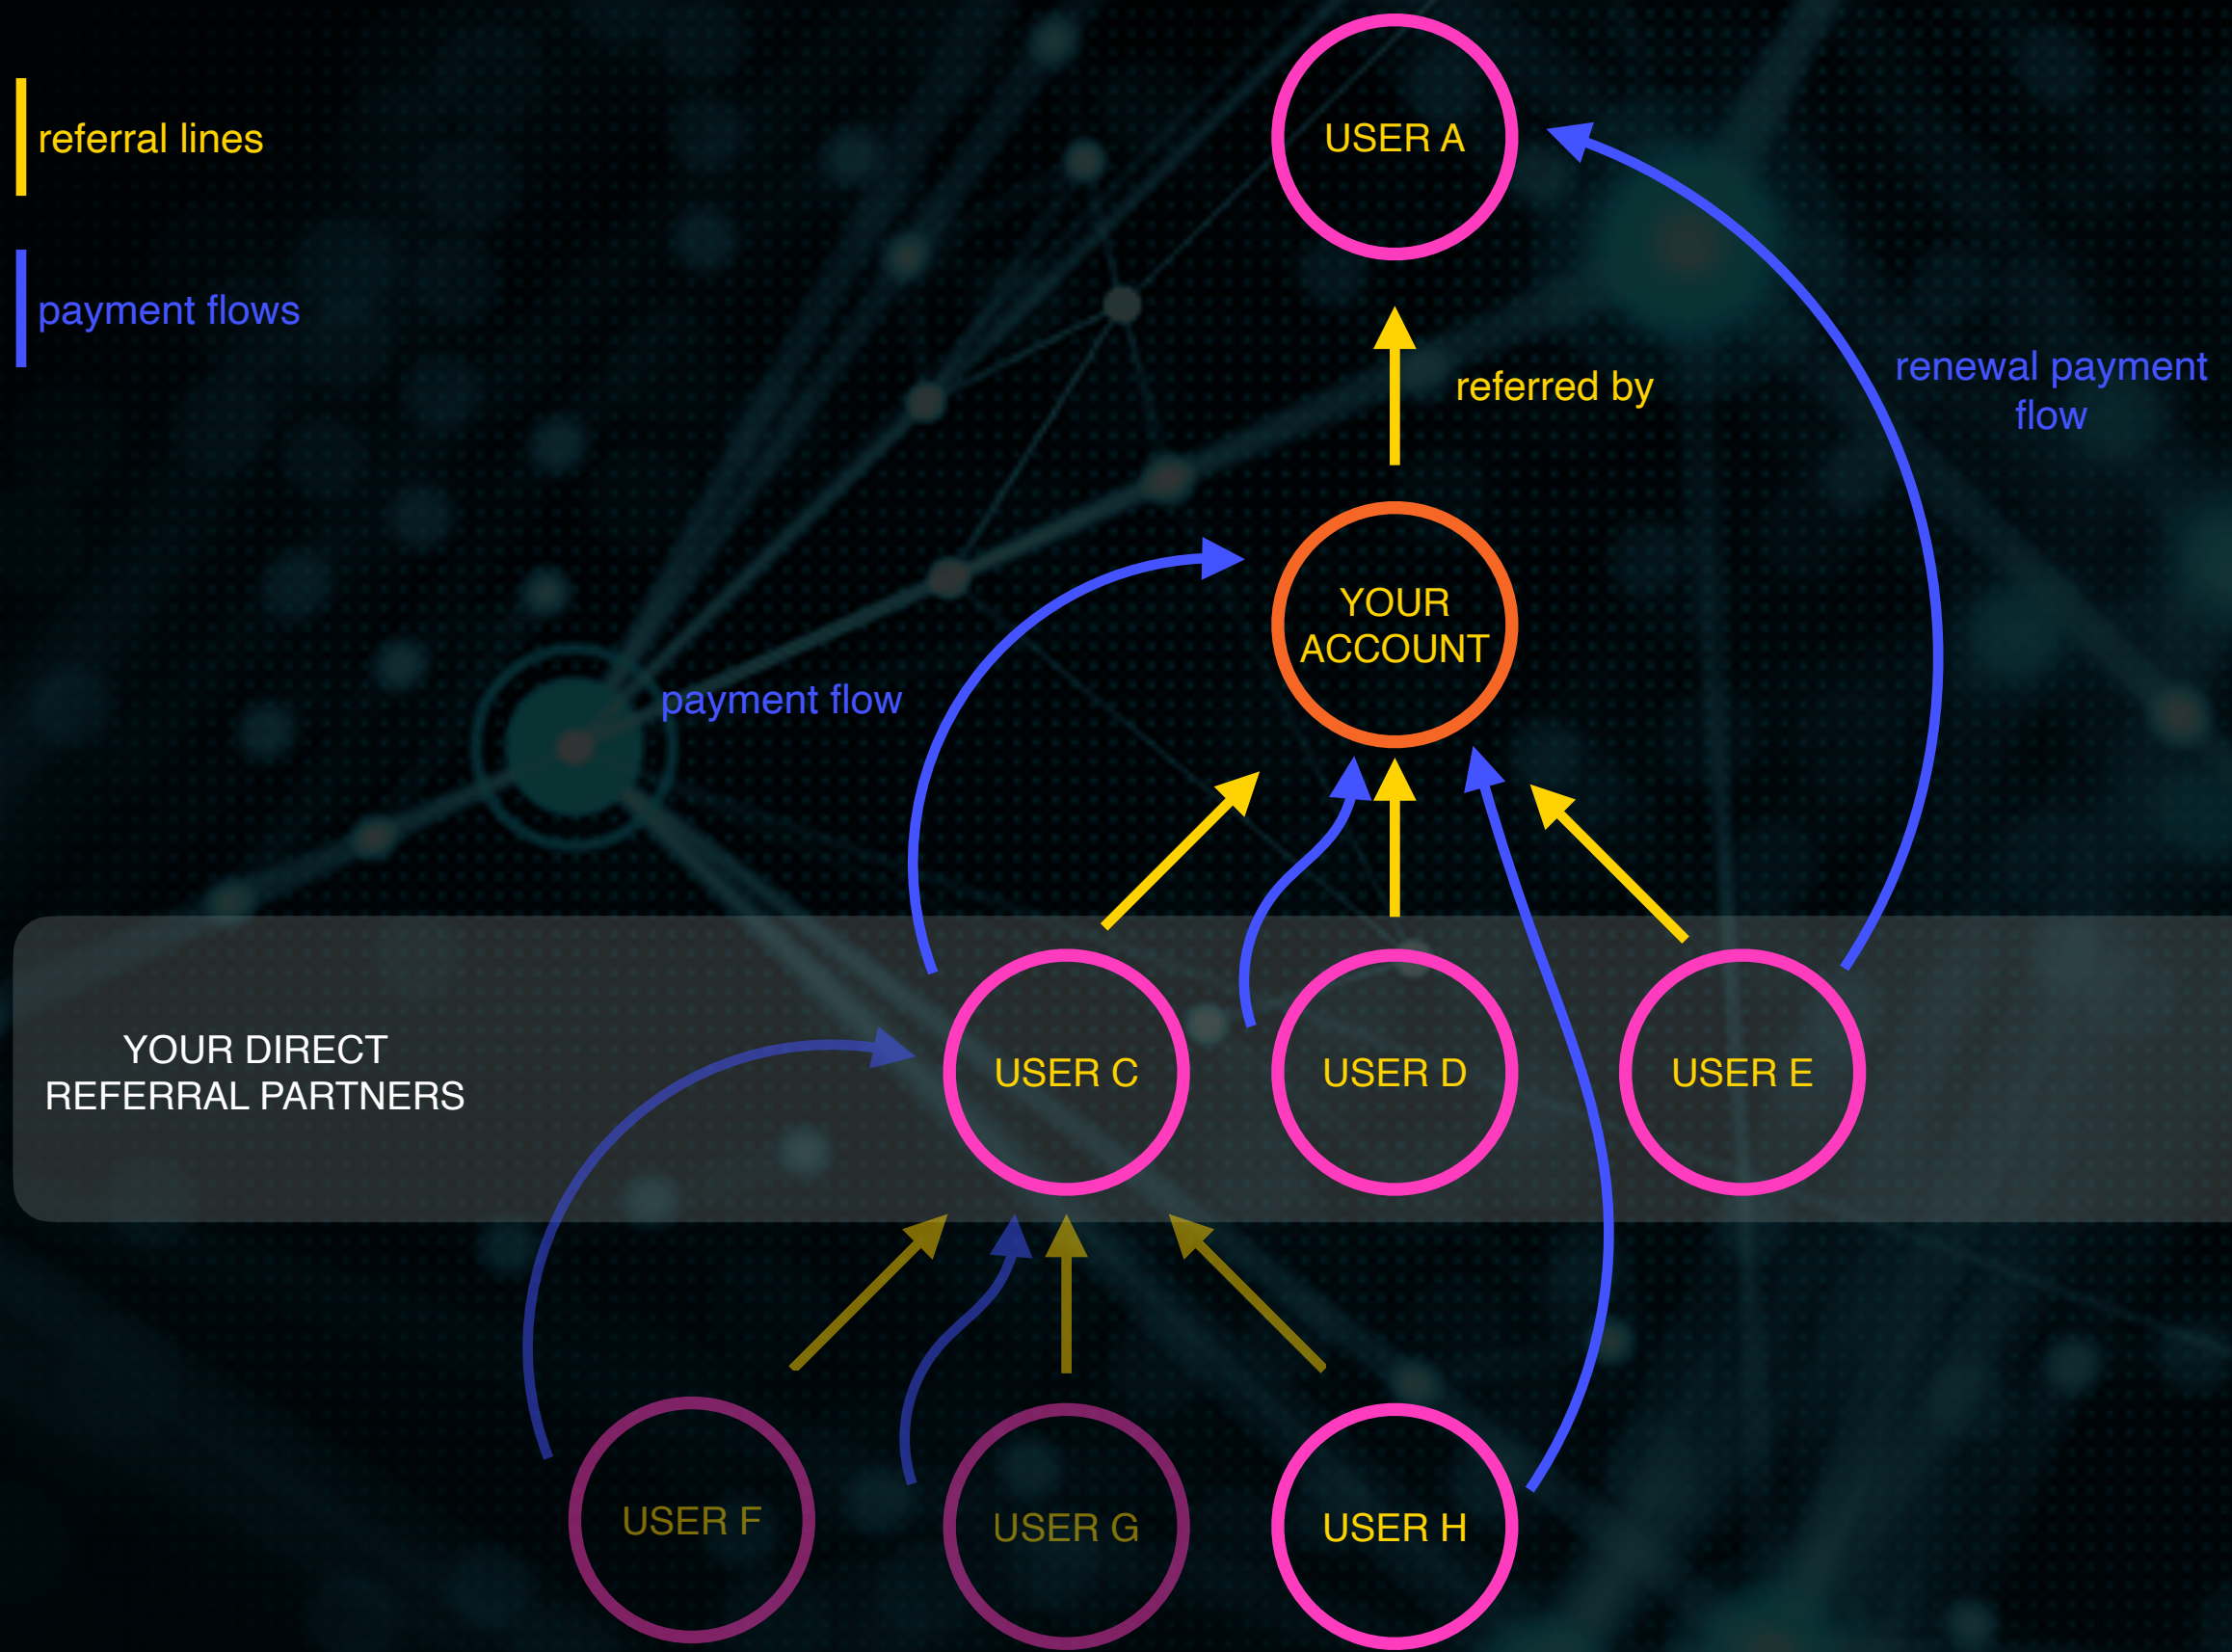 USER A
referral lines
payment flows
renewal payment
flow
referred by
YOUR
ACCOUNT
payment flow
YOUR DIRECT
REFERRAL PARTNERS
USER C
USER D
USER E
USER F
USER G
USER H